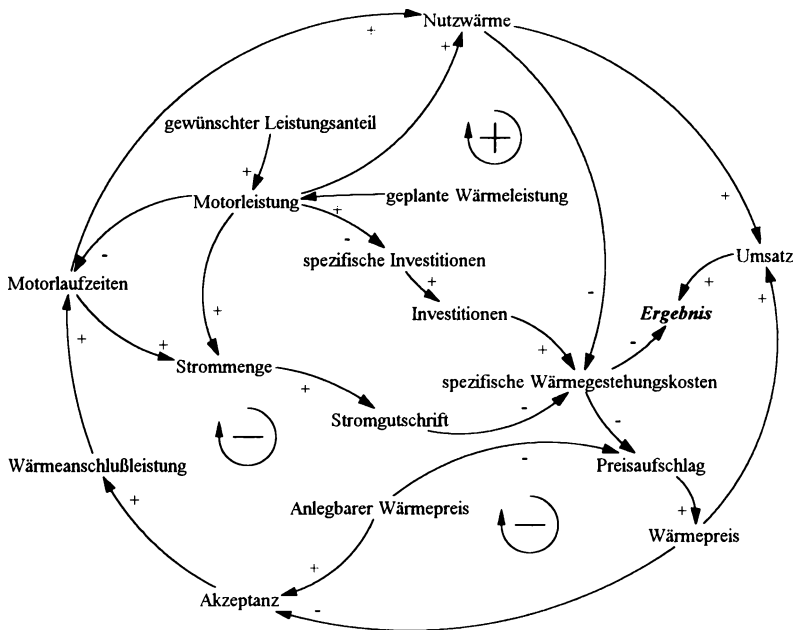 Nutzwärme
+
+
gewünschter Leistungsanteil
+
+
Motorleistung
geplante Wärmeleistung
+
+
-
-
spezifische Investitionen
Umsatz
Motorlaufzeiten
+
+
Investitionen
-
Ergebnis
+
+
+
+
+
-
Strommenge
spezifische Wärmegestehungskosten
+
-
Stromgutschrift
-
−
Wärmeanschlußleistung
-
Preisaufschlag
+
Anlegbarer Wärmepreis
−
+
Wärmepreis
+
Akzeptanz
-